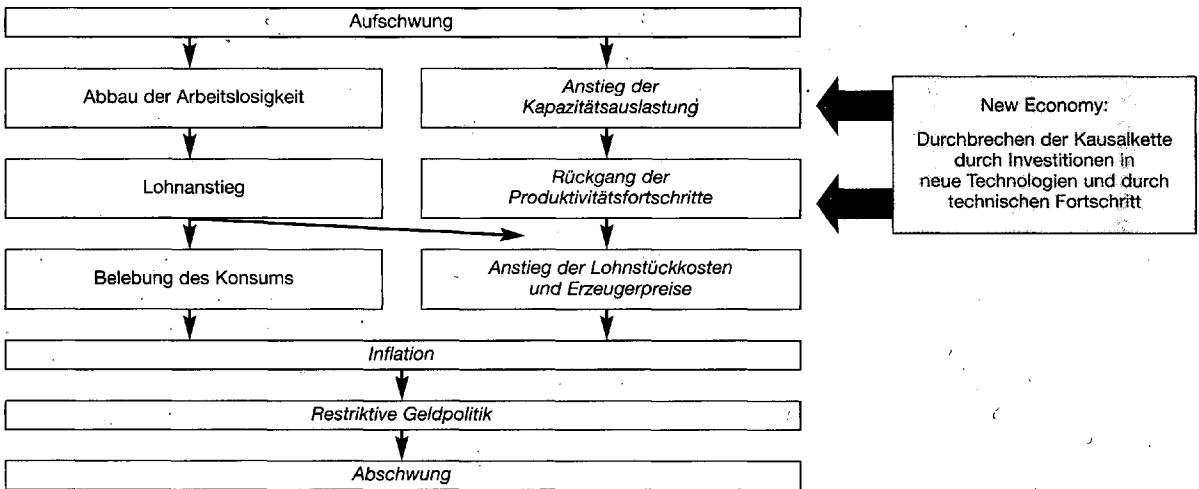 Aufschwung
Abbau der Arbeitslosigkeit
Anstieg der
Kapazitätsauslastung
New Economy:
Durchbrechen der Kausalkette
durch Investitionen in
neue Technologien und durch
technischen Fortschritt
Lohnanstieg
Rückgang der
Produktivitätsfortschritte
Belebung des Konsums
Anstieg der Lohnstückkosten
und Erzeugerpreise
Inflation
Restriktive Geldpolitik
Abschwung